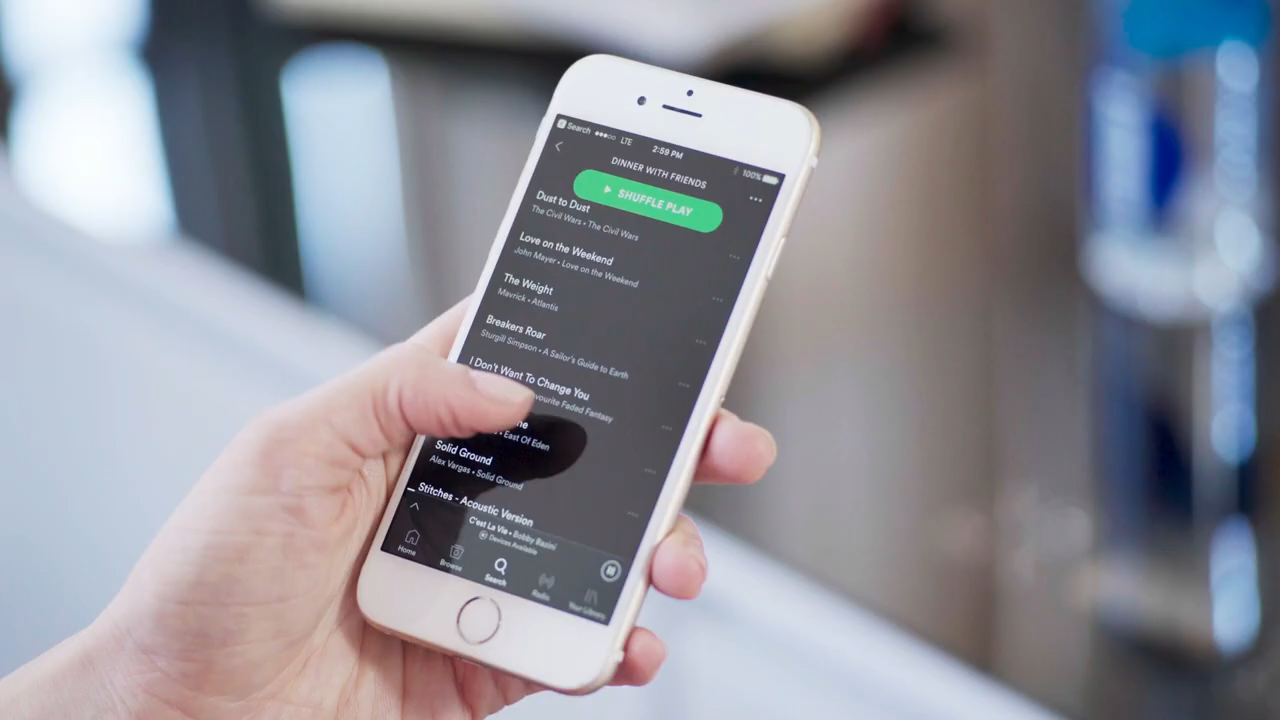 Search LTE 2:59 PM 100%
DINNER WITH FRIENDS
SHUFFLE PLAY
Dust to Dust
The Civil Wars • The Civil Wars
Love on the Weekend
John Mayer • Love on the Weekend
The Weight
Mavrick • Atlantis
Breakers Roar
Sturgill Simpson • A Sailor's Guide to Earth
I Don't Want To Change You
Favourite Faded Fantasy
• East Of Eden
Solid Ground
Alex Vargas • Solid Ground
Stitches - Acoustic Version
C'est La Vie • Bobby Bazini
Devices Available
Home Browse Search Radio Your Library